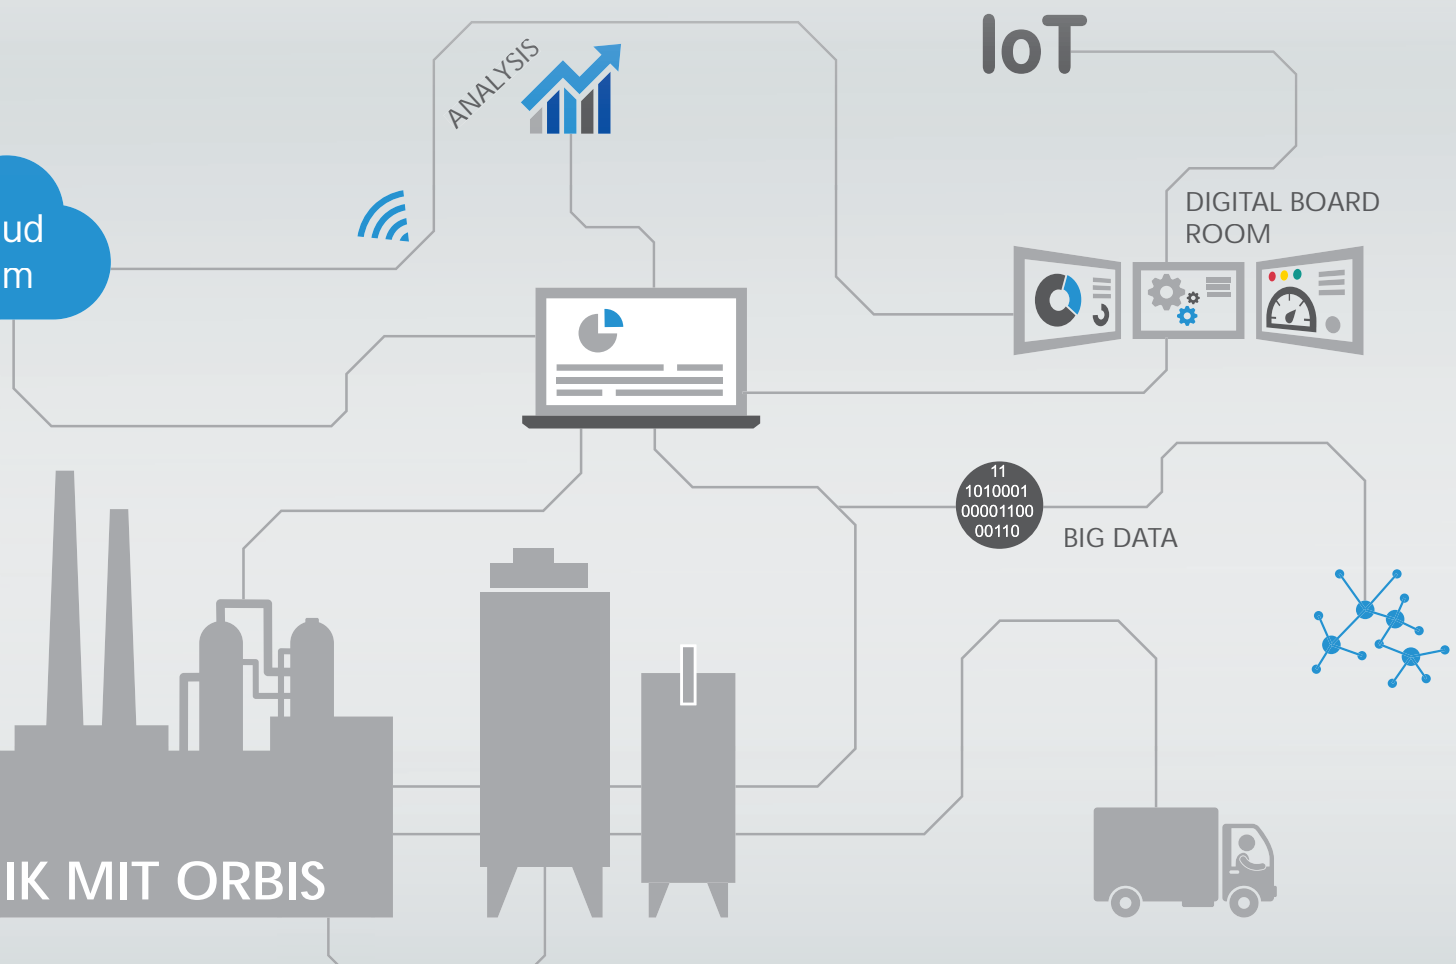 IoT
ANALYSIS
DIGITAL BOARD
ROOM
ud
m
11
1010001
00001100
00110
BIG DATA
IK MIT ORBIS